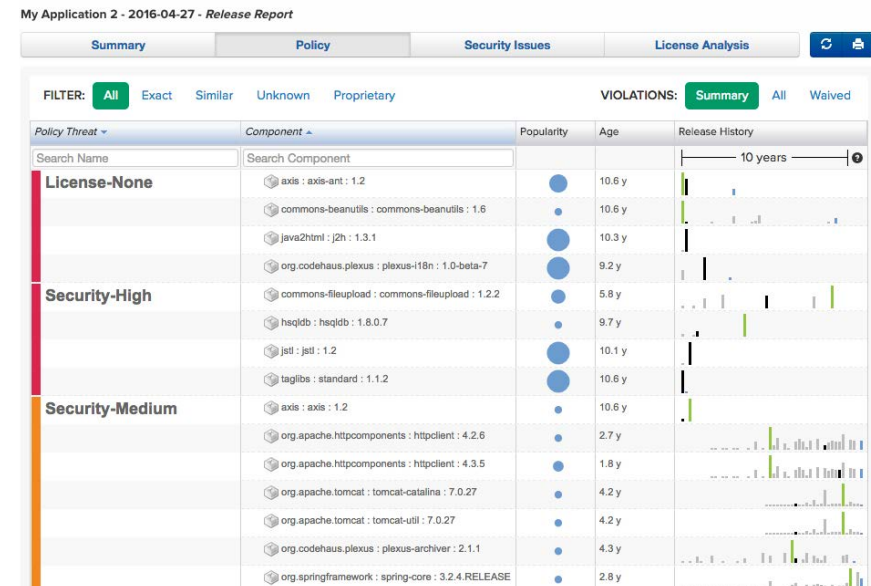 My Application 2 - 2016-04-27 - Release Report
Summary Policy Security Issues License Analysis
FILTER: All Exact Similar Unknown Proprietary VIOLATIONS: Summary All Waived
Policy Threat Component Popularity Age Release History
Search Name Search Component 10 years ?
License-None axis : axis-ant : 1.2 10.6 y
commons-beanutils : commons-beanutils : 1.6 10.6 y
java2html : j2h : 1.3.1 10.3 y
org.codehaus.plexus : plexus-i18n : 1.0-beta-7 9.2 y
Security-High commons-fileupload : commons-fileupload : 1.2.2 5.8 y
hsqldb : hsqldb : 1.8.0.7 9.7 y
jstl : jstl : 1.2 10.1 y
taglibs : standard : 1.1.2 10.6 y
Security-Medium axis : axis : 1.2 10.6 y
org.apache.httpcomponents : httpclient : 4.2.6 2.7 y
org.apache.httpcomponents : httpclient : 4.3.5 1.8 y
org.apache.tomcat : tomcat-catalina : 7.0.27 4.2 y
org.apache.tomcat : tomcat-util : 7.0.27 4.2 y
org.codehaus.plexus : plexus-archiver : 2.1.1 4.3 y
org.springframework : spring-core : 3.2.4.RELEASE 2.8 y